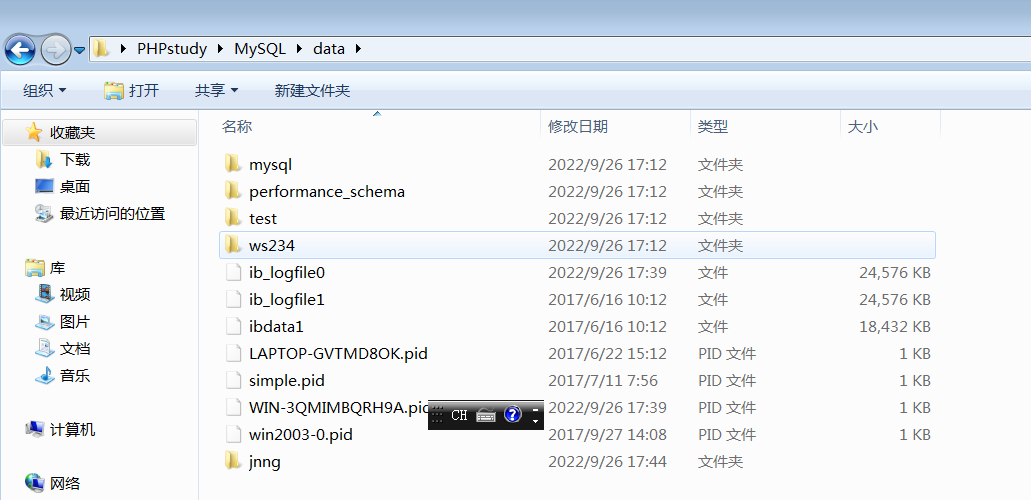 PHPstudy MySQL data
组织 打开 共享 新建文件夹
名称 修改日期 类型 大小
收藏夹
下载
桌面
最近访问的位置
库
视频
图片
文档
音乐
计算机
网络
mysql 2022/9/26 17:12 文件夹
performance_schema 2022/9/26 17:12 文件夹
test 2022/9/26 17:12 文件夹
ws234 2022/9/26 17:12 文件夹
ib_logfile0 2022/9/26 17:39 文件 24,576 KB
ib_logfile1 2017/6/16 10:12 文件 24,576 KB
ibdata1 2017/6/16 10:12 文件 18,432 KB
LAPTOP-GVTMD8OK.pid 2017/6/22 15:12 PID 文件 1 KB
simple.pid 2017/7/11 7:56 PID 文件 1 KB
WIN-3QMIMBQRH9A.pid 2022/9/26 17:39 PID 文件 1 KB
CH
win2003-0.pid 2017/9/27 14:08 PID 文件 1 KB
jnng 2022/9/26 17:44 文件夹